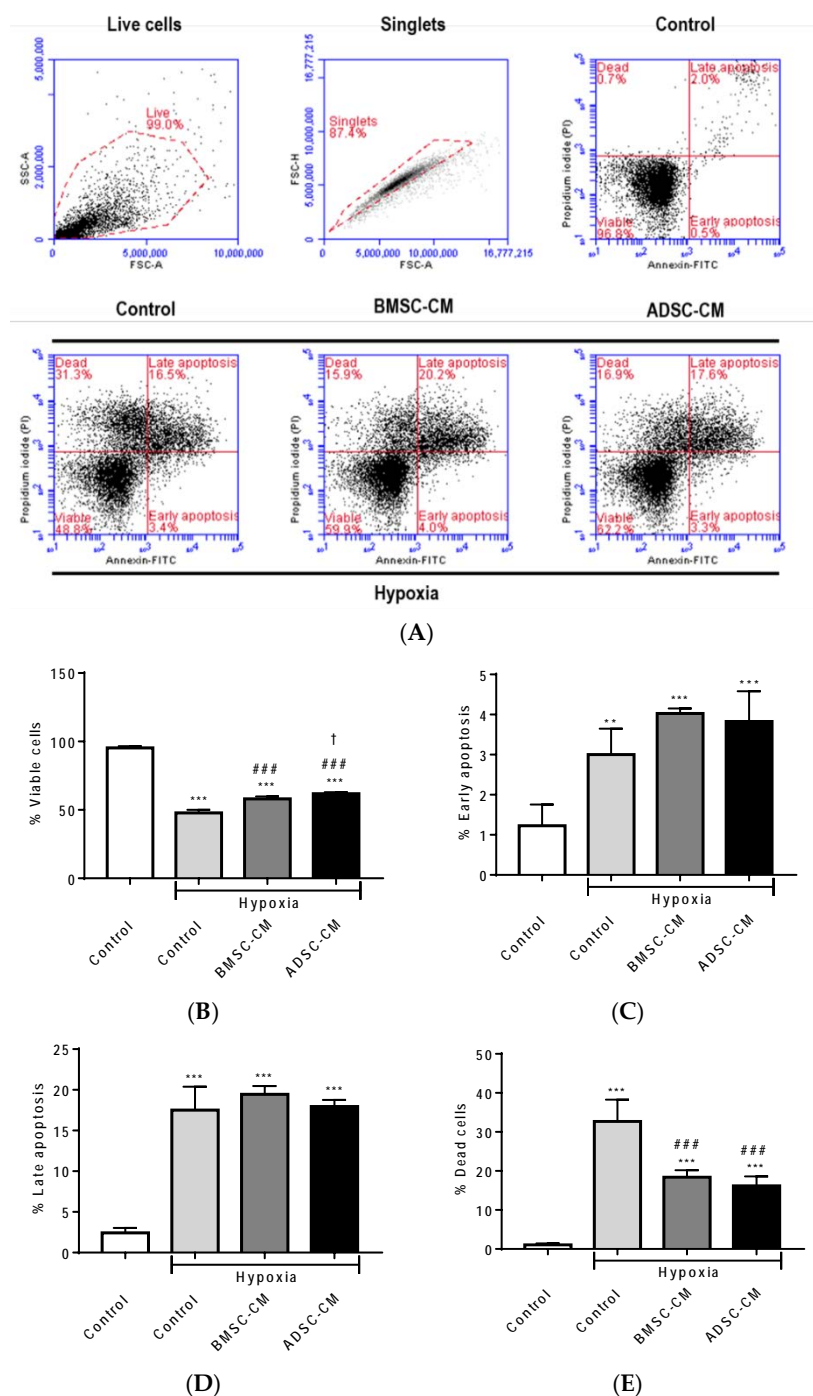 Live cells
Singlets
Control
5,000,000
2,000,000
0
SSC-A
Live
99.0%
0
5,000,000
10,000,000
FSC-A
16,777,215
10,000,000
5,000,000
0
FSC-H
Singlets
87.4%
0
5,000,000
10,000,000
16,777,215
FSC-A
Dead
0.7%
Late apoptosis
2.0%
Propidium iodide (PI)
Viable
96.8%
Early apoptosis
0.5%
Annexin-FITC
Control
BMSC-CM
ADSC-CM
Dead
31.3%
Late apoptosis
16.5%
Propidium iodide (PI)
Viable
48.8%
Early apoptosis
3.4%
Annexin-FITC
Dead
15.9%
Late apoptosis
20.2%
Propidium iodide (PI)
Viable
59.9%
Early apoptosis
4.0%
Annexin-FITC
Dead
16.9%
Late apoptosis
17.6%
Propidium iodide (PI)
Viable
62.2%
Early apoptosis
3.3%
Annexin-FITC
Hypoxia
(A)
% Viable cells
150
100
50
0
***
###
***
†
###
***
Hypoxia
Control
Control
BMSC-CM
ADSC-CM
(B)
% Early apoptosis
5
4
3
2
1
0
**
***
***
Hypoxia
Control
Control
BMSC-CM
ADSC-CM
(C)
% Late apoptosis
25
20
15
10
5
0
***
***
***
Hypoxia
Control
Control
BMSC-CM
ADSC-CM
(D)
% Dead cells
50
40
30
20
10
0
***
###
***
###
***
Hypoxia
Control
Control
BMSC-CM
ADSC-CM
(E)